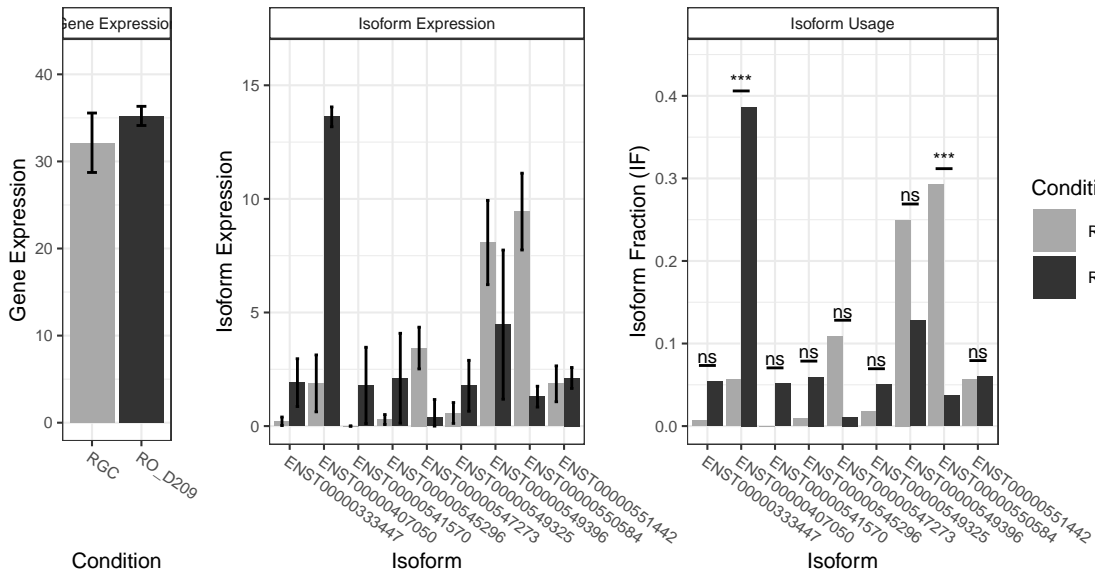 Gene Expression
Isoform Expression
Isoform Usage
Gene Expression
40
30
20
10
0
RGC
RO_D209
Condition
Isoform Expression
15
10
5
0
ENST00000333447
ENST00000407050
ENST00000541570
ENST00000545296
ENST00000547273
ENST00000549325
ENST00000549396
ENST00000550584
ENST00000551442
Isoform
Isoform Fraction (IF)
0.4
0.3
0.2
0.1
0.0
ns
***
ns
ns
ns
ns
ns
***
ns
ENST00000333447
ENST00000407050
ENST00000541570
ENST00000545296
ENST00000547273
ENST00000549325
ENST00000549396
ENST00000550584
ENST00000551442
Isoform
Conditi
R
R